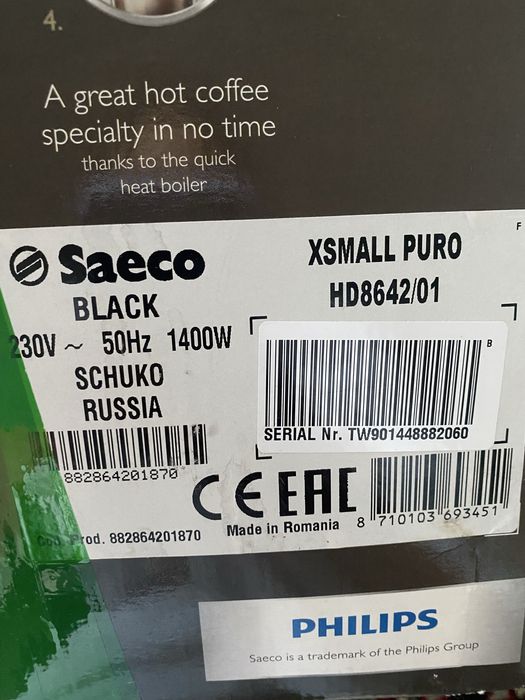 4.
A great hot coffee
specialty in no time
thanks to the quick
heat boiler
F
Saeco
XSMALL PURO
BLACK
HD8642/01
230V ~ 50Hz 1400W
B
SCHUKO
RUSSIA
SERIAL Nr. TW901448882060
882864201870
CE EAC
Made in Romania
8 710103 693451
Cod. Prod. 882864201870
PHILIPS
Saeco is a trademark of the Philips Group